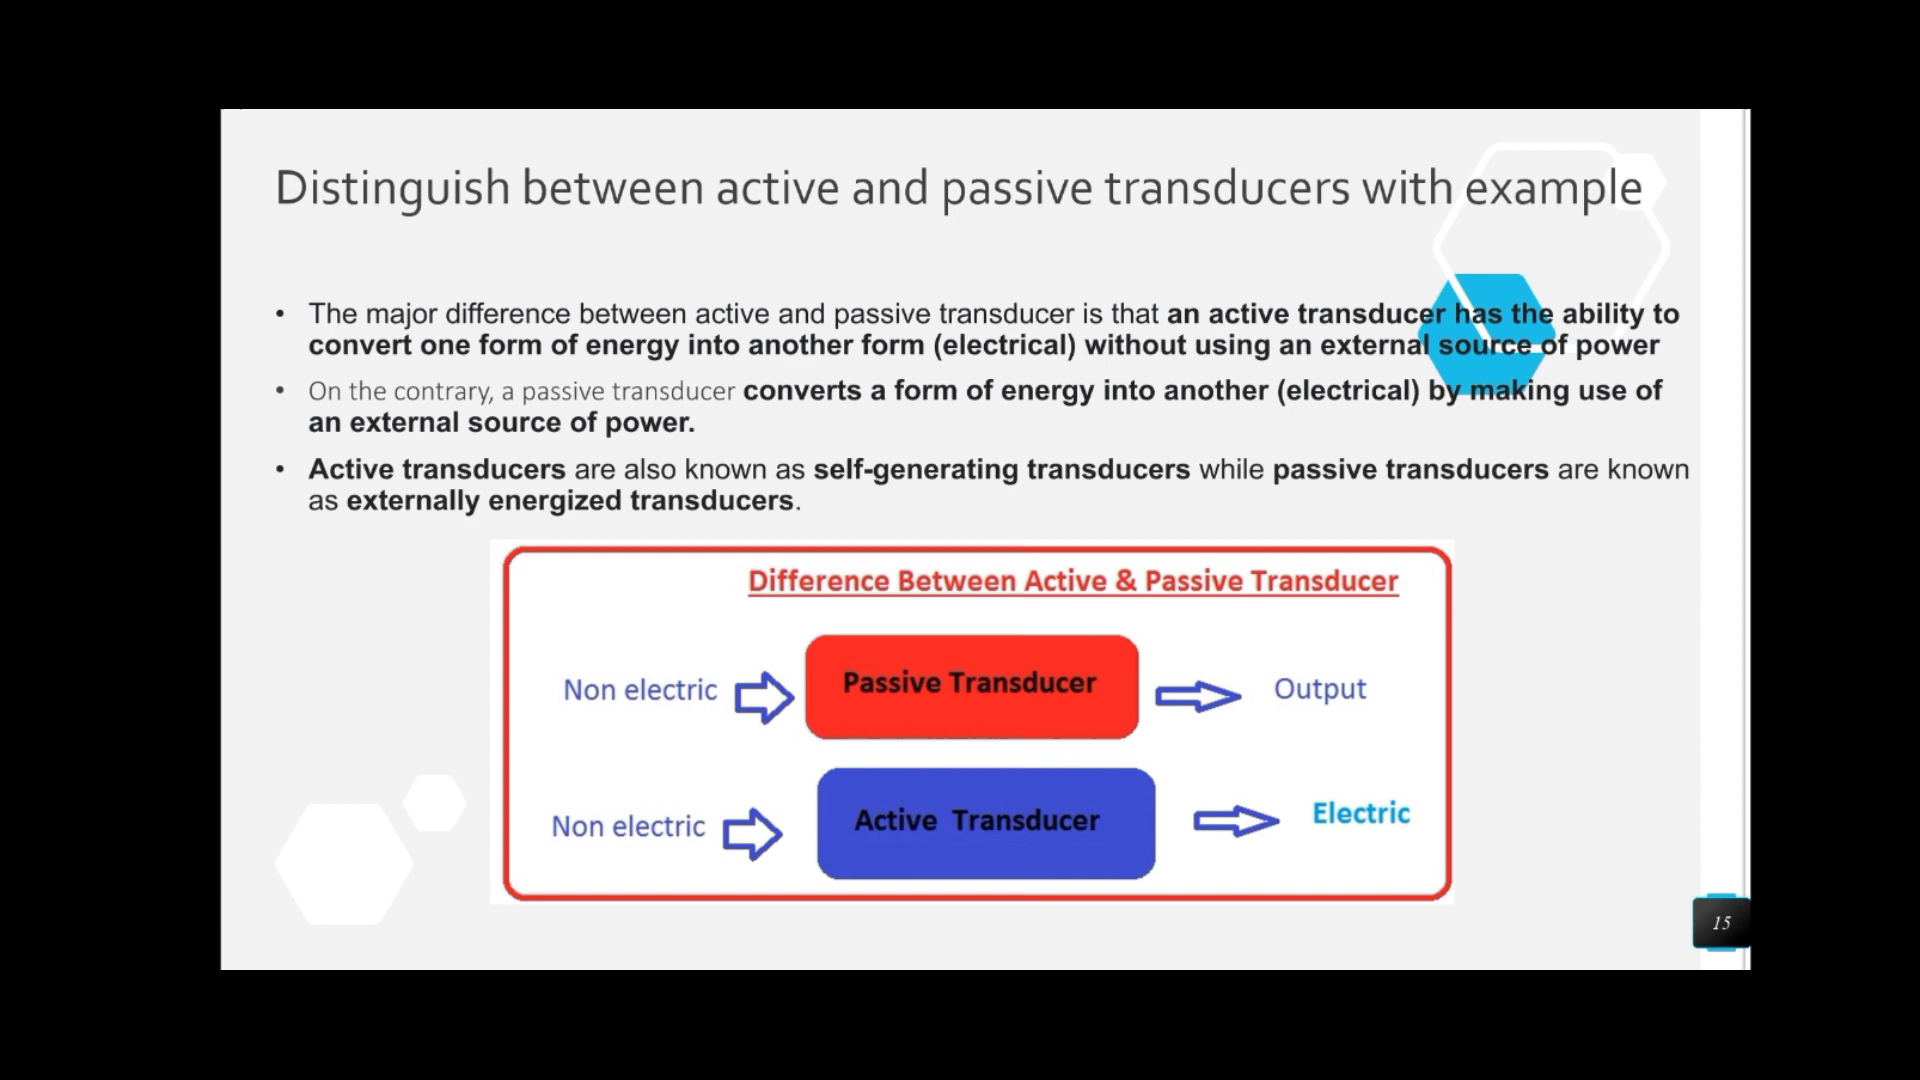 Distinguish between active and passive transducers with example
• The major difference between active and passive transducer is that an active transducer has the ability to
convert one form of energy into another form (electrical) without using an external source of power
• On the contrary, a passive transducer converts a form of energy into another (electrical) by making use of
an external source of power.
• Active transducers are also known as self-generating transducers while passive transducers are known
as externally energized transducers.
Difference Between Active & Passive Transducer
Non electric Passive Transducer Output
Non electric Active Transducer Electric
15